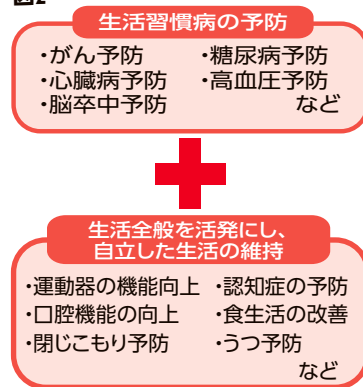 図2
生活習慣病の予防
・がん予防 ・糖尿病予防
・心臓病予防 ・高血圧予防
・脳卒中予防 など
生活全般を活発にし、
自立した生活の維持
・運動器の機能向上 ・認知症の予防
・口腔機能の向上 ・食生活の改善
・閉じこもり予防 ・うつ予防
など